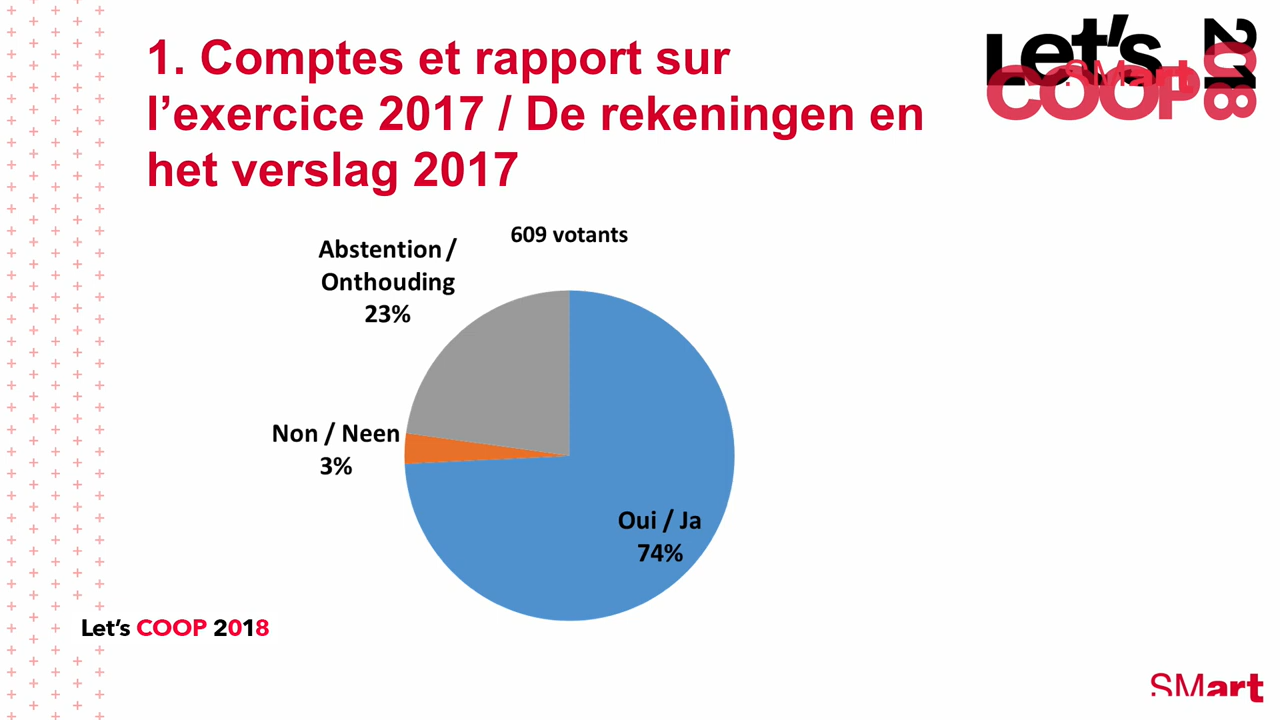 1. Comptes et rapport sur
l’exercice 2017 / De rekeningen en
het verslag 2017
Let’s
COOP
SMart
2018
609 votants
Abstention /
Onthouding
23%
Non / Neen
3%
Oui / Ja
74%
Let’s COOP 2018
SMart